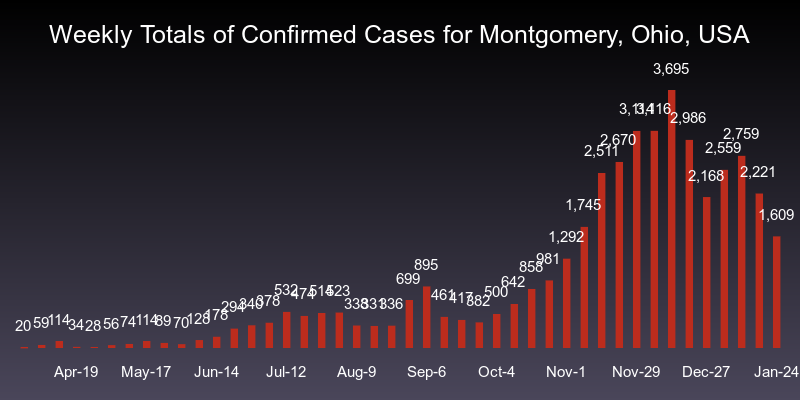 Weekly Totals of Confirmed Cases for Montgomery, Ohio, USA
20 59 114 34 28 56 74 114 89 70 178 294 378 532 474 523 331 336 699 895 461 417 382 500 642 858 981 1,292 1,745 2,511 2,670 3,116 3,695 2,986 2,168 2,559 2,759 2,221 1,609
Apr-19 May-17 Jun-14 Jul-12 Aug-9 Sep-6 Oct-4 Nov-1 Nov-29 Dec-27 Jan-24